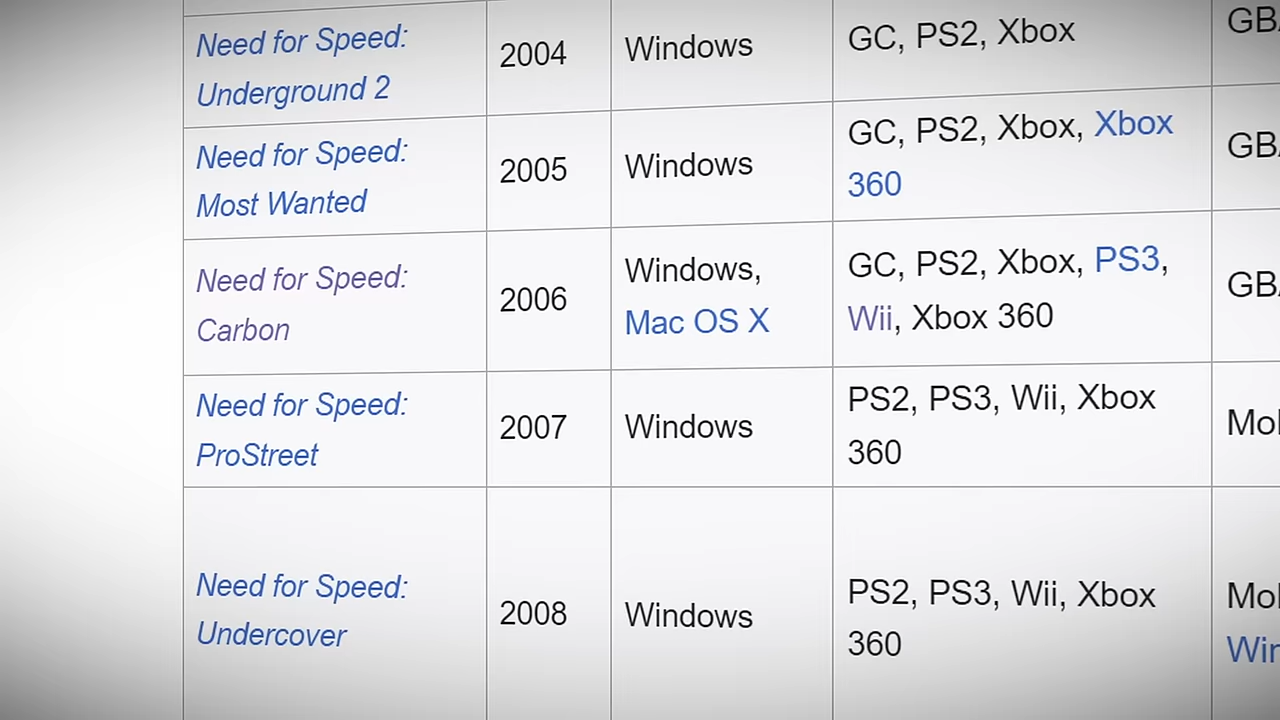 Need for Speed:
Underground 2
2004
Windows
GC, PS2, Xbox
Need for Speed:
Most Wanted
2005
Windows
GC, PS2, Xbox, Xbox
360
Need for Speed:
Carbon
2006
Windows,
Mac OS X
GC, PS2, Xbox, PS3,
Wii, Xbox 360
Need for Speed:
ProStreet
2007
Windows
PS2, PS3, Wii, Xbox
360
Need for Speed:
Undercover
2008
Windows
PS2, PS3, Wii, Xbox
360